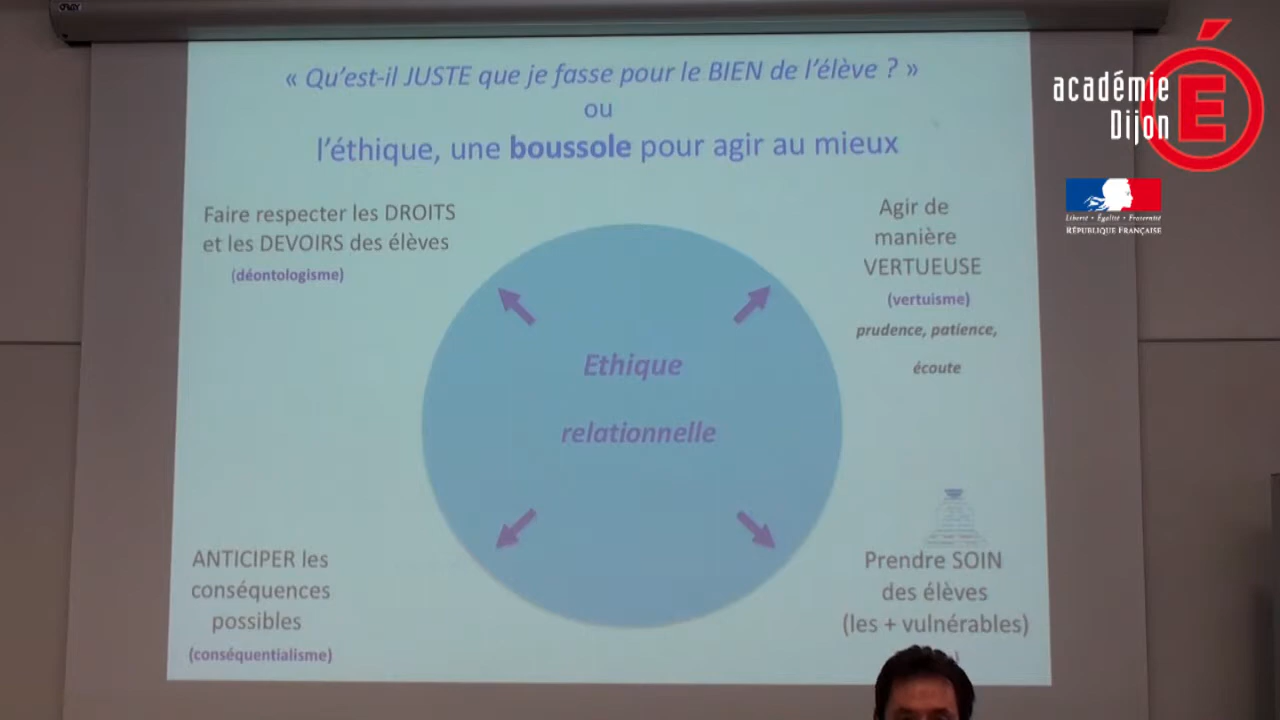 « Qu'est-il JUSTE que je fasse pour le BIEN de l'élève ? »
ou
l'éthique, une boussole pour agir au mieux
Faire respecter les DROITS
et les DEVOIRS des élèves
(déontologisme)
Agir de
manière
VERTUEUSE
(vertuisme)
prudence, patience,
écoute
Ethique
relationnelle
ANTICIPER les
conséquences
possibles
(conséquentialisme)
Prendre SOIN
des élèves
(les + vulnérables)
académie
Dijon
É
Liberté • Égalité • Fraternité
RÉPUBLIQUE FRANÇAISE